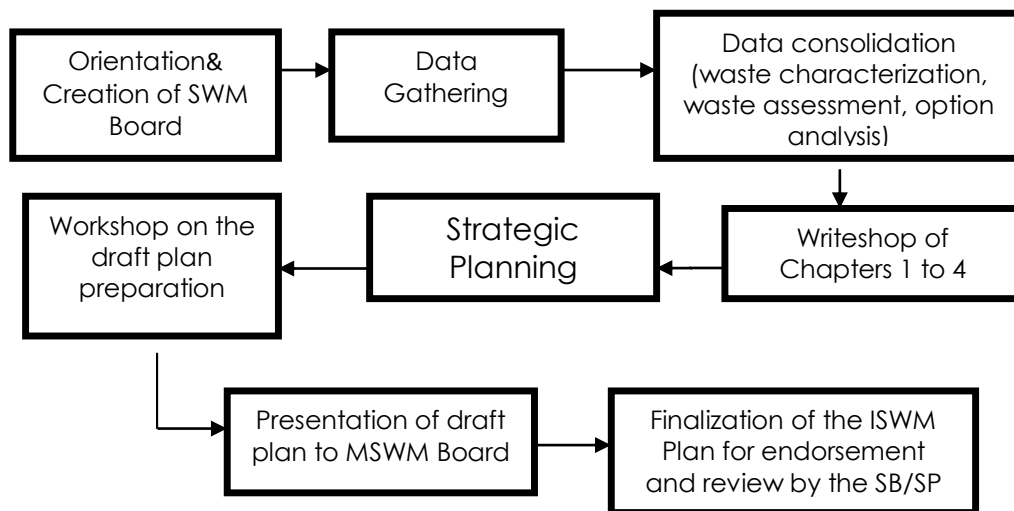 Orientation&
Creation of SWM
Board
Data
Gathering
Data consolidation
(waste characterization,
waste assessment, option
analysis)
Writeshop of
Chapters 1 to 4
Strategic
Planning
Workshop on the
draft plan
preparation
Presentation of draft
plan to MSWM Board
Finalization of the ISWM
Plan for endorsement
and review by the SB/SP